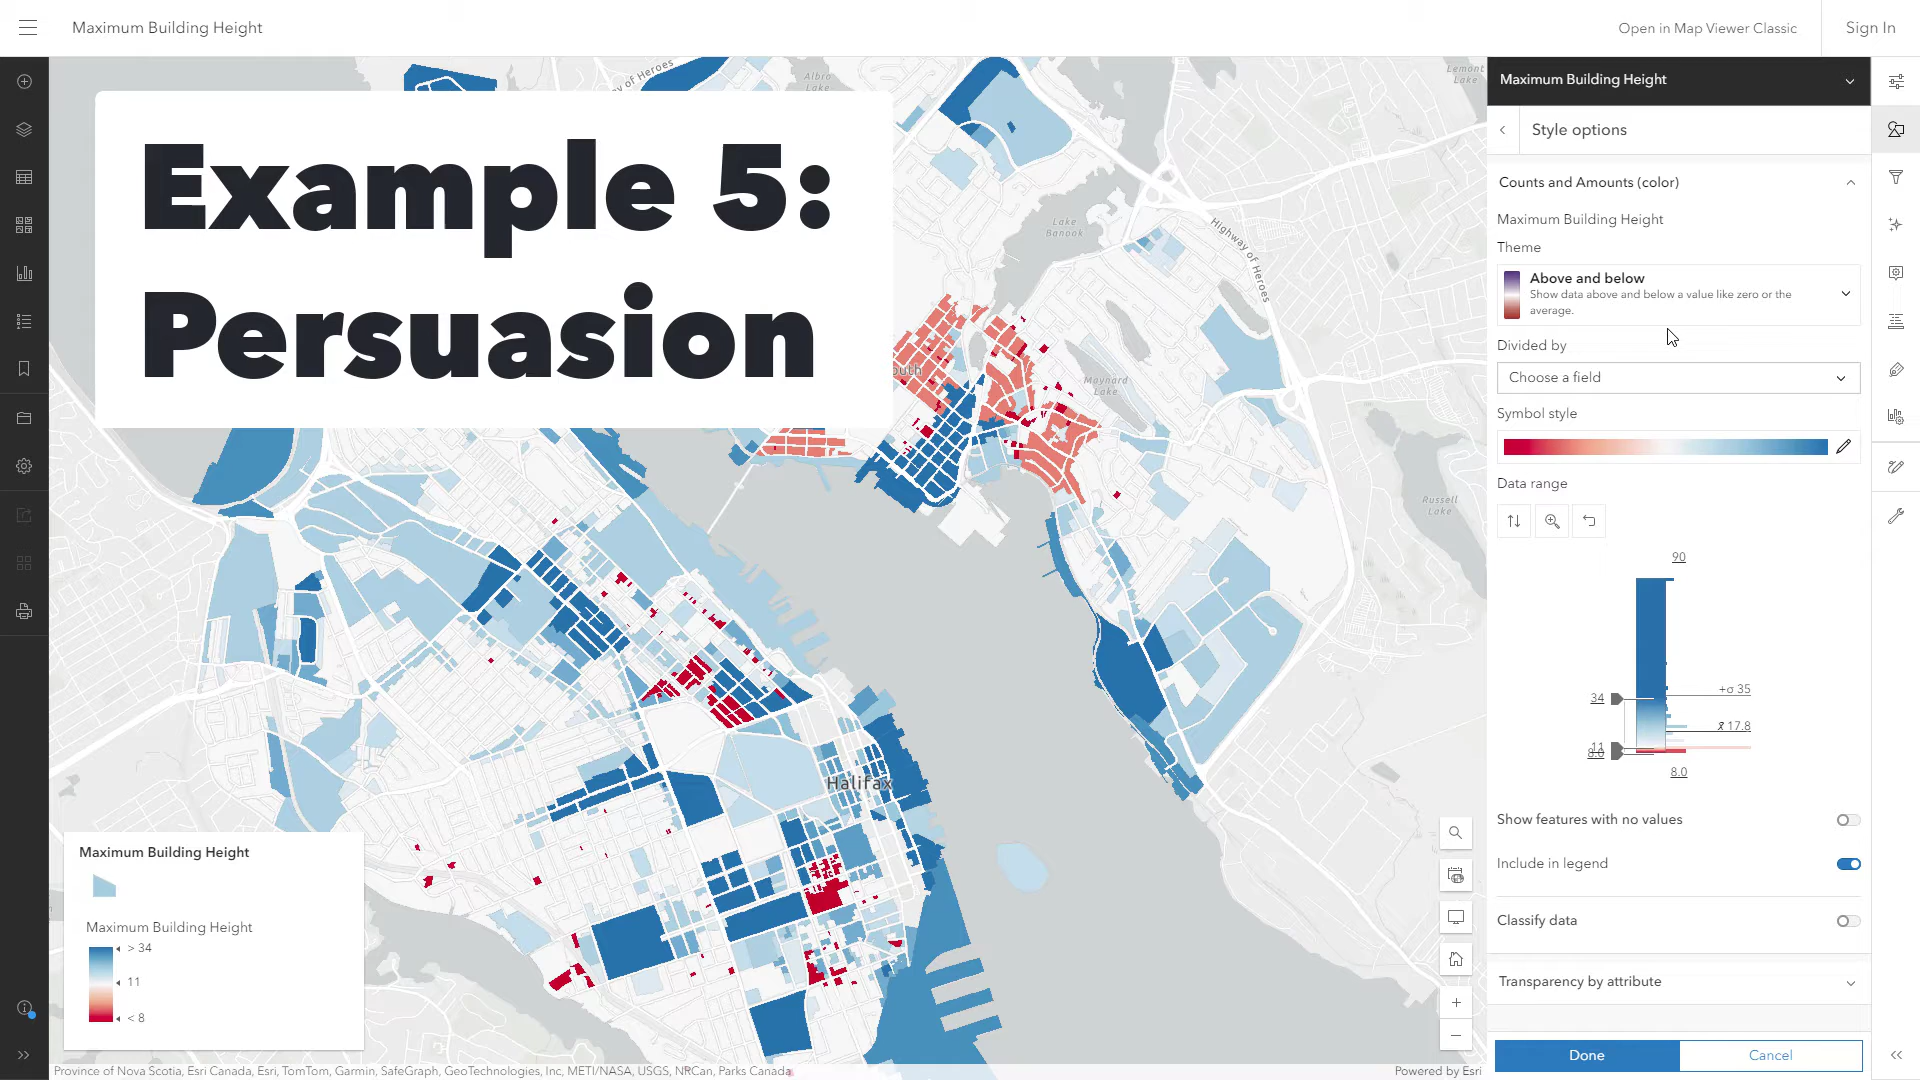 Maximum Building Height
Open in Map Viewer Classic
Sign In
Example 5:
Persuasion
y of Heroes
Albro
Lake
Lemont
Lake
Lake
Banook
Highway of Heroes
Maynard
Lake
Russell
Lake
outh
Halifax
Maximum Building Height
Maximum Building Height
> 34
11
< 8
Province of Nova Scotia, Esri Canada, Esri, TomTom, Garmin, SafeGraph, GeoTechnologies, Inc, METI/NASA, USGS, NRCan, Parks Canada
Powered by Esri
Maximum Building Height
Style options
Counts and Amounts (color)
Maximum Building Height
Theme
Above and below
Show data above and below a value like zero or the
average.
Divided by
Choose a field
Symbol style
Data range
90
34
+σ 35
x̄ 17.8
11
8.0
8.0
Show features with no values
Include in legend
Classify data
Transparency by attribute
Done
Cancel